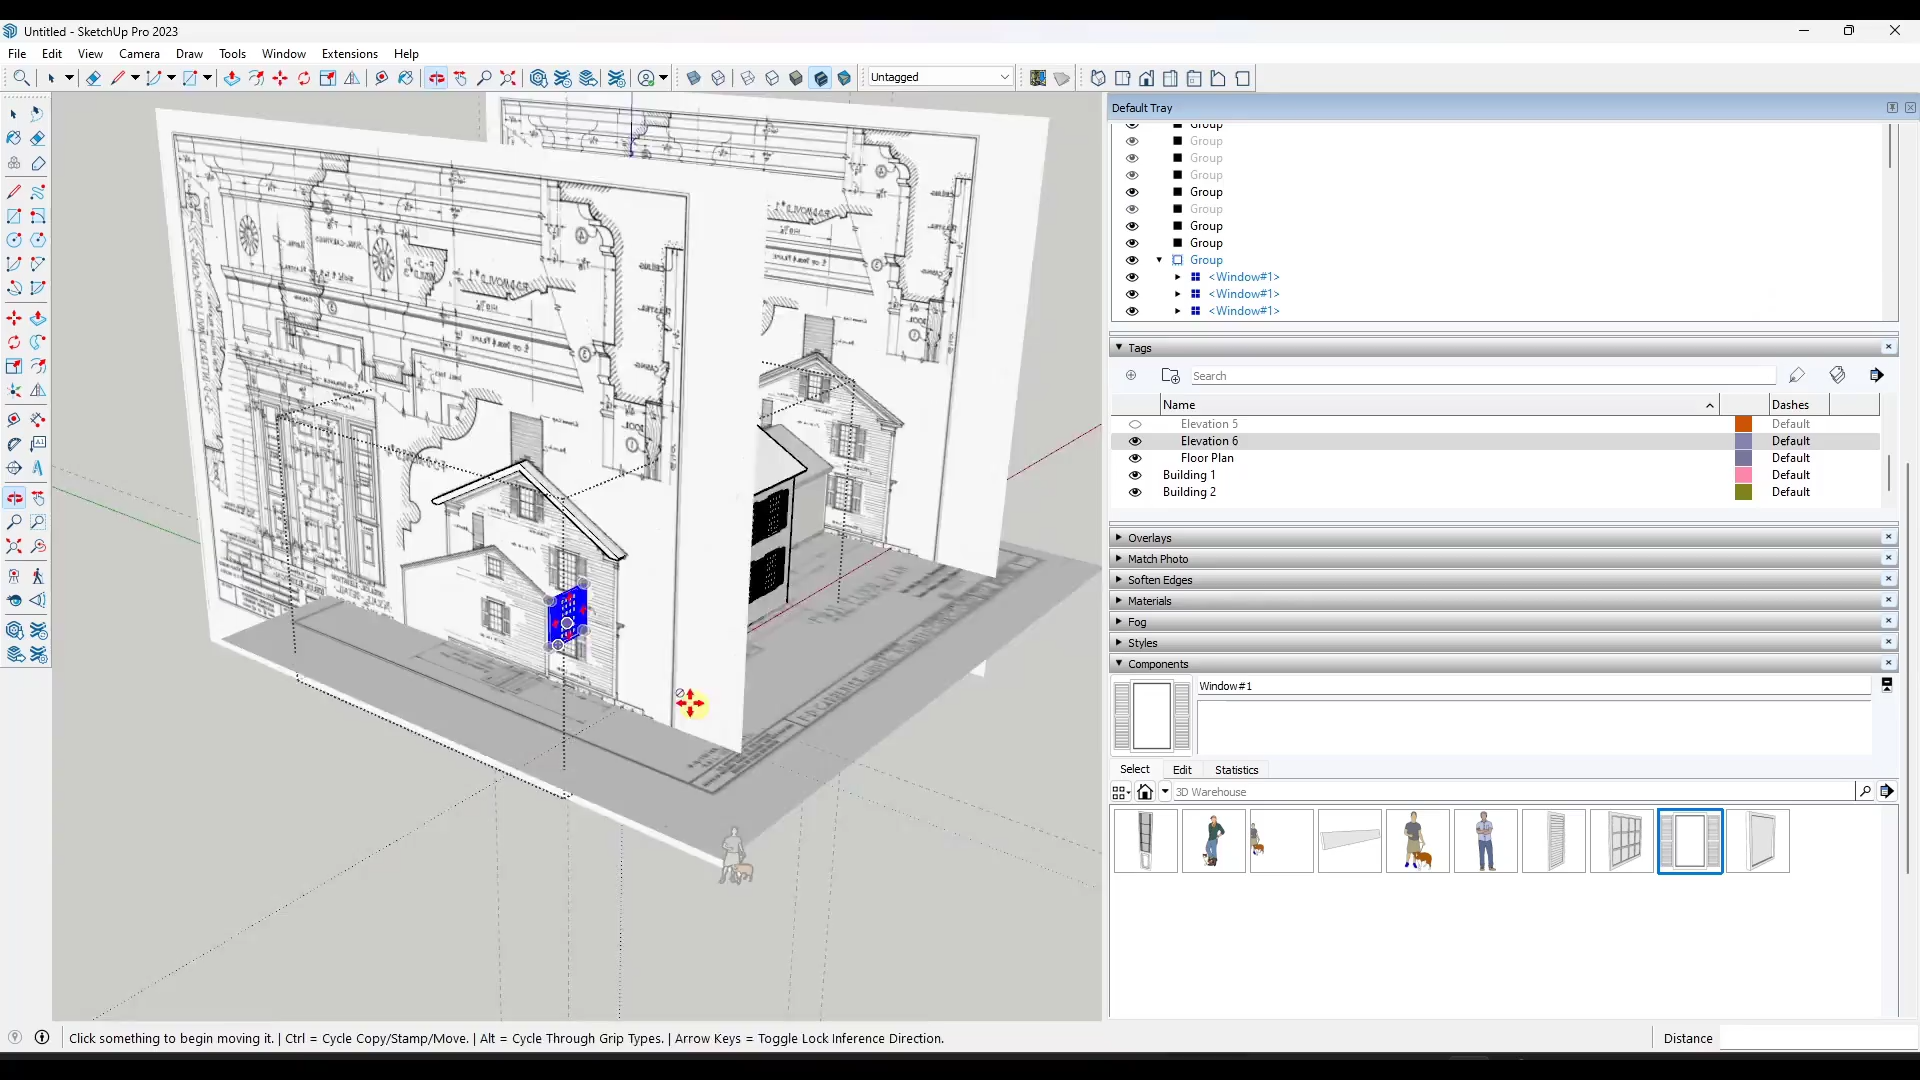 Untitled - SketchUp Pro 2023
File Edit View Camera Draw Tools Window Extensions Help
Untagged
Default Tray
Group
Group
Group
Group
Group
Group
Group
Group
Group
<Window#1>
<Window#1>
<Window#1>
Tags
Search
Name Dashes
Elevation 5 Default
Elevation 6 Default
Floor Plan Default
Building 1 Default
Building 2 Default
Overlays
Match Photo
Soften Edges
Materials
Fog
Styles
Components
Window#1
Select Edit Statistics
3D Warehouse
Click something to begin moving it. | Ctrl = Cycle Copy/Stamp/Move. | Alt = Cycle Through Grip Types. | Arrow Keys = Toggle Lock Inference Direction.
Distance